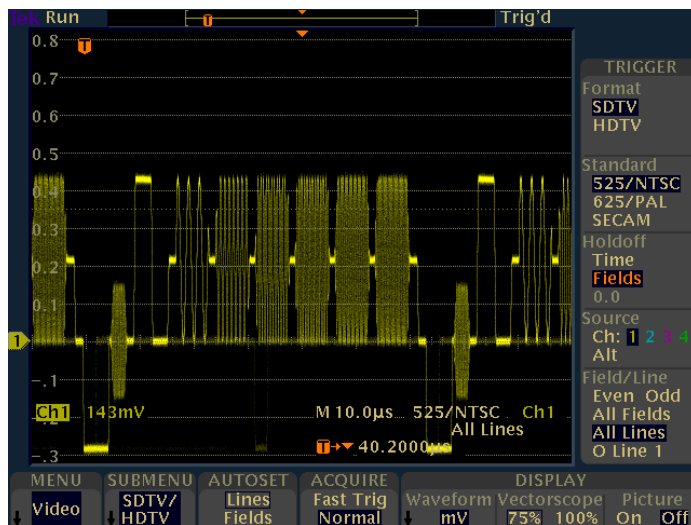 Tek Run Trig'd
T
T
0.8
0.7
0.6
0.5
0.4
0.3
0.2
0.1
1
-.1
-.3
Ch1 143mV M 10.0µs 525/NTSC Ch1
All Lines
T→▼ 40.2000µs
TRIGGER
Format
SDTV
HDTV
Standard
525/NTSC
625/PAL
SECAM
Holdoff
Time
Fields
0.0
Source
Ch: 1 2 3 4
Alt
Field/Line
Even Odd
All Fields
All Lines
O Line 1
MENU SUBMENU AUTOSET ACQUIRE DISPLAY
Video
SDTV/
HDTV
Lines
Fields
Fast Trig
Normal
Waveform Vectorscope Picture
mV 75% 100% On Off